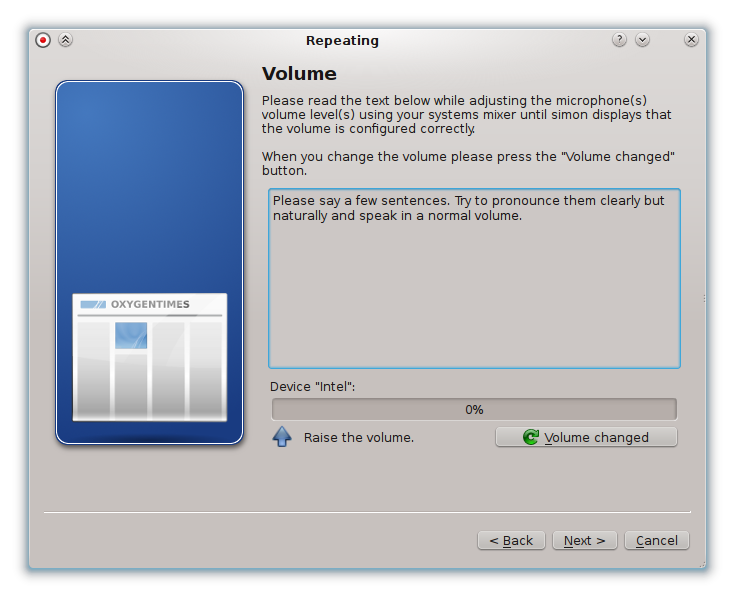 Repeating
Volume
Please read the text below while adjusting the microphone(s)
volume level(s) using your systems mixer until simon displays that
the volume is configured correctly.
When you change the volume please press the "Volume changed"
button.
Please say a few sentences. Try to pronounce them clearly but
naturally and speak in a normal volume.
OXYGENTIMES
Device "Intel":
0%
Raise the volume.
Volume changed
< Back
Next >
Cancel